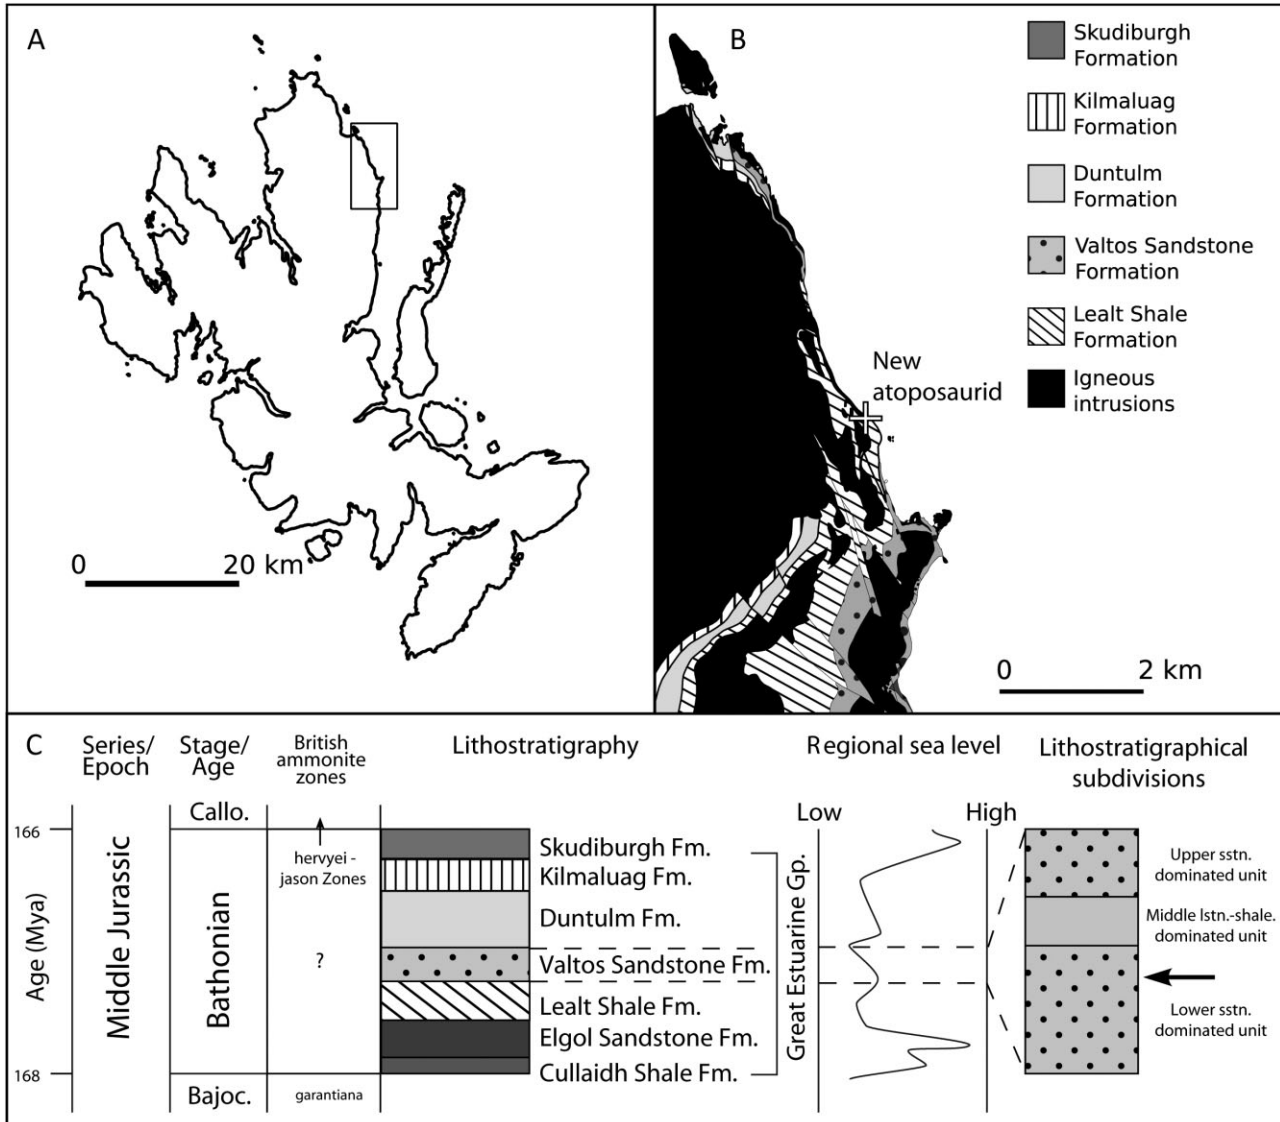 A
0
20 km
B
Skudiburgh
Formation
Kilmaluag
Formation
Duntulm
Formation
Valtos Sandstone
Formation
Lealt Shale
Formation
Igneous
intrusions
New
atoposaurid
0
2 km
C
Series/
Epoch
Stage/
Age
British
ammonite
zones
Lithostratigraphy
Regional sea level
Lithostratigraphical
subdivisions
Low
High
Age (Mya)
166
168
Middle Jurassic
Callo.
Bathonian
Bajoc.
hervyei -
jason Zones
?
garantiana
Skudiburgh Fm.
Kilmaluag Fm.
Duntulm Fm.
Valtos Sandstone Fm.
Lealt Shale Fm.
Elgol Sandstone Fm.
Cullaidh Shale Fm.
Great Estuarine Gp.
Upper sstn.
dominated unit
Middle lstn.-shale.
dominated unit
Lower sstn.
dominated unit